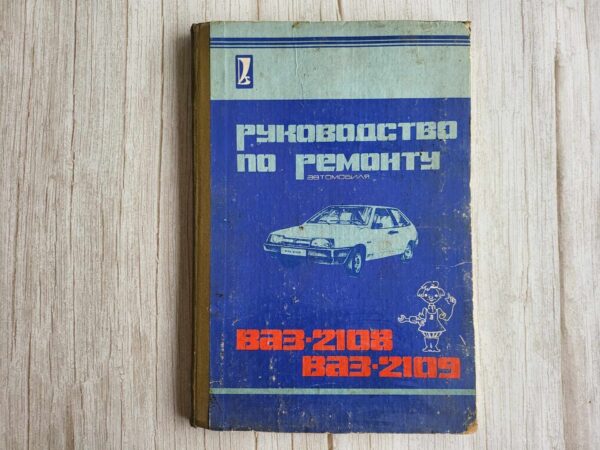 РУКОВОДСТВО
ПО РЕМОНТУ
АВТОМОБИЛЯ
ВАЗ-2108
ВАЗ-2109